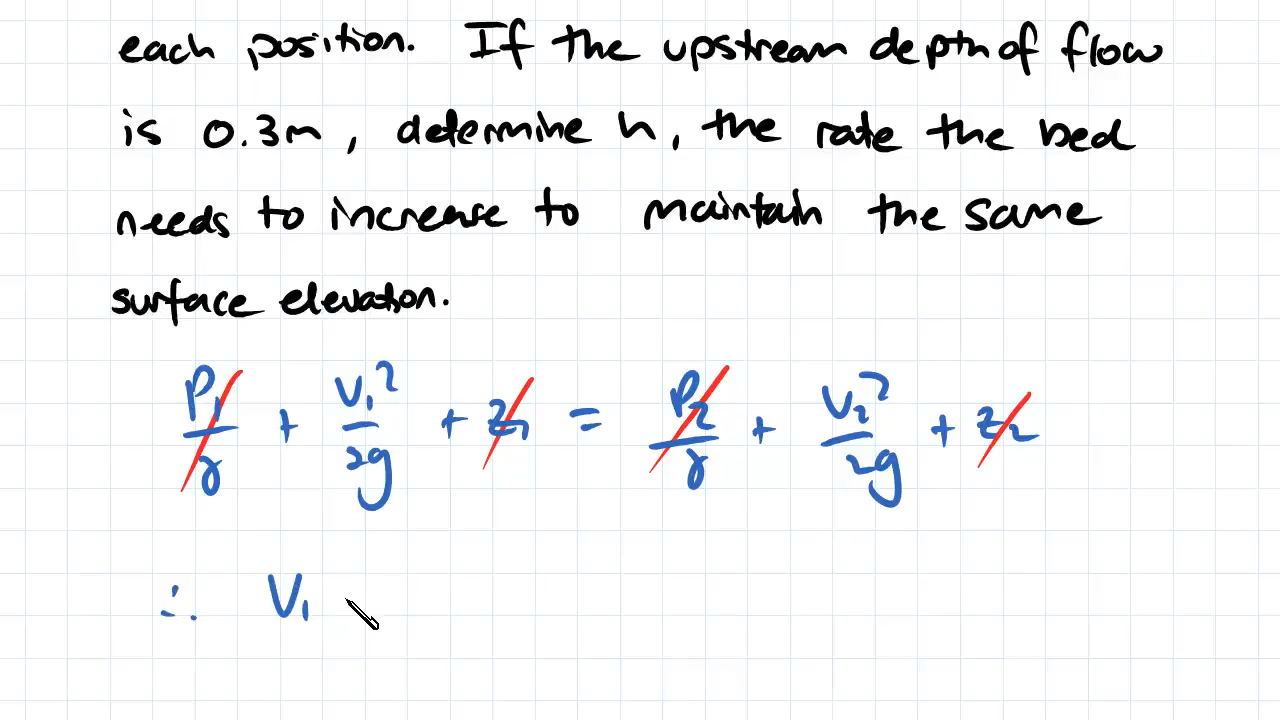 each position. If the upstream depth of flow
is 0.3m, determine h, the rate the bed
needs to increase to maintain the same
surface elevation.
P₁/γ + V₁²/2g + z₁ = P₂/γ + V₂²/2g + z₂
∴ V₁